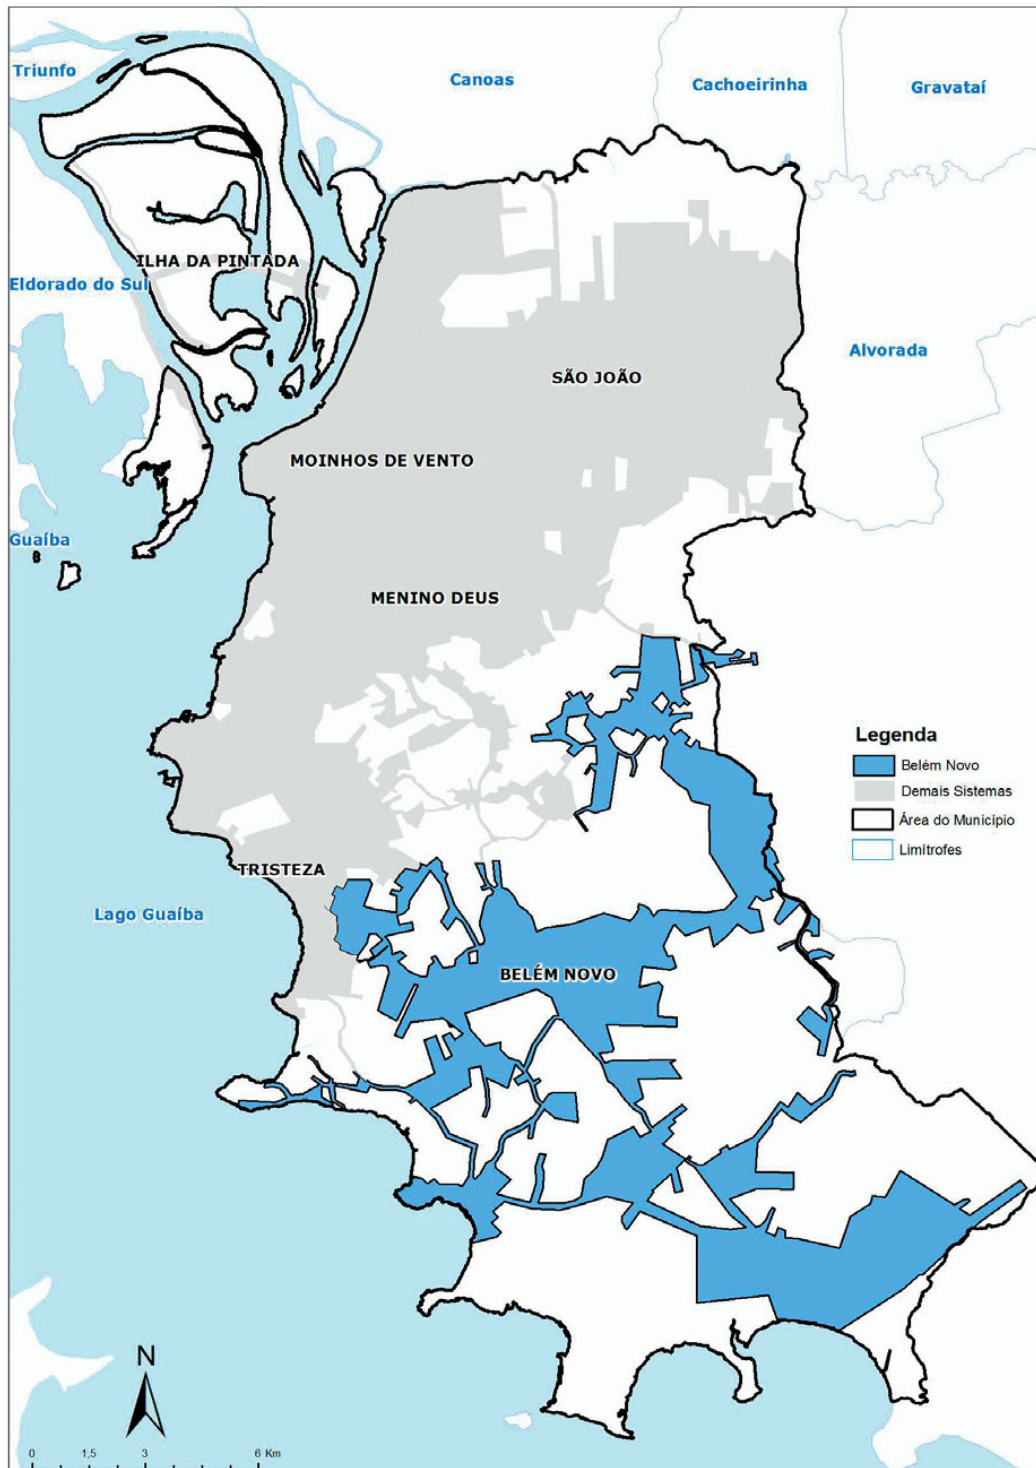 Triunfo
Canoas
Cachoeirinha
Gravataí
ILHA DA PINTADA
Eldorado do Sul
Alvorada
SÃO JOÃO
MOINHOS DE VENTO
Guaíba
MENINO DEUS
Legenda
Belém Novo
Demais Sistemas
Área do Município
Limítrofes
TRISTEZA
Lago Guaíba
BELÉM NOVO
N
0 1,5 3 6 Km